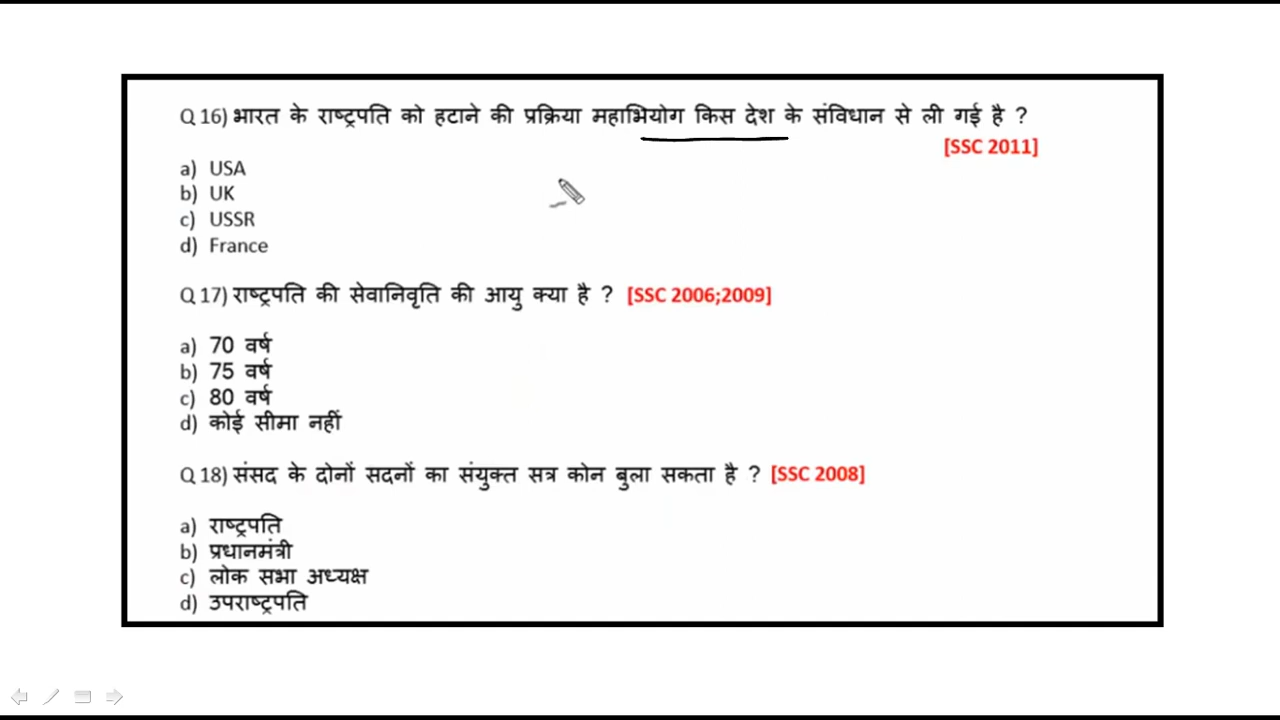 Q 16) भारत के राष्ट्रपति को हटाने की प्रक्रिया महाभियोग किस देश के संविधान से ली गई है ?
[SSC 2011]
a) USA
b) UK
c) USSR
d) France
Q 17) राष्ट्रपति की सेवानिवृति की आयु क्या है ? [SSC 2006;2009]
a) 70 वर्ष
b) 75 वर्ष
c) 80 वर्ष
d) कोई सीमा नहीं
Q 18) संसद के दोनों सदनों का संयुक्त सत्र कोन बुला सकता है ? [SSC 2008]
a) राष्ट्रपति
b) प्रधानमंत्री
c) लोक सभा अध्यक्ष
d) उपराष्ट्रपति